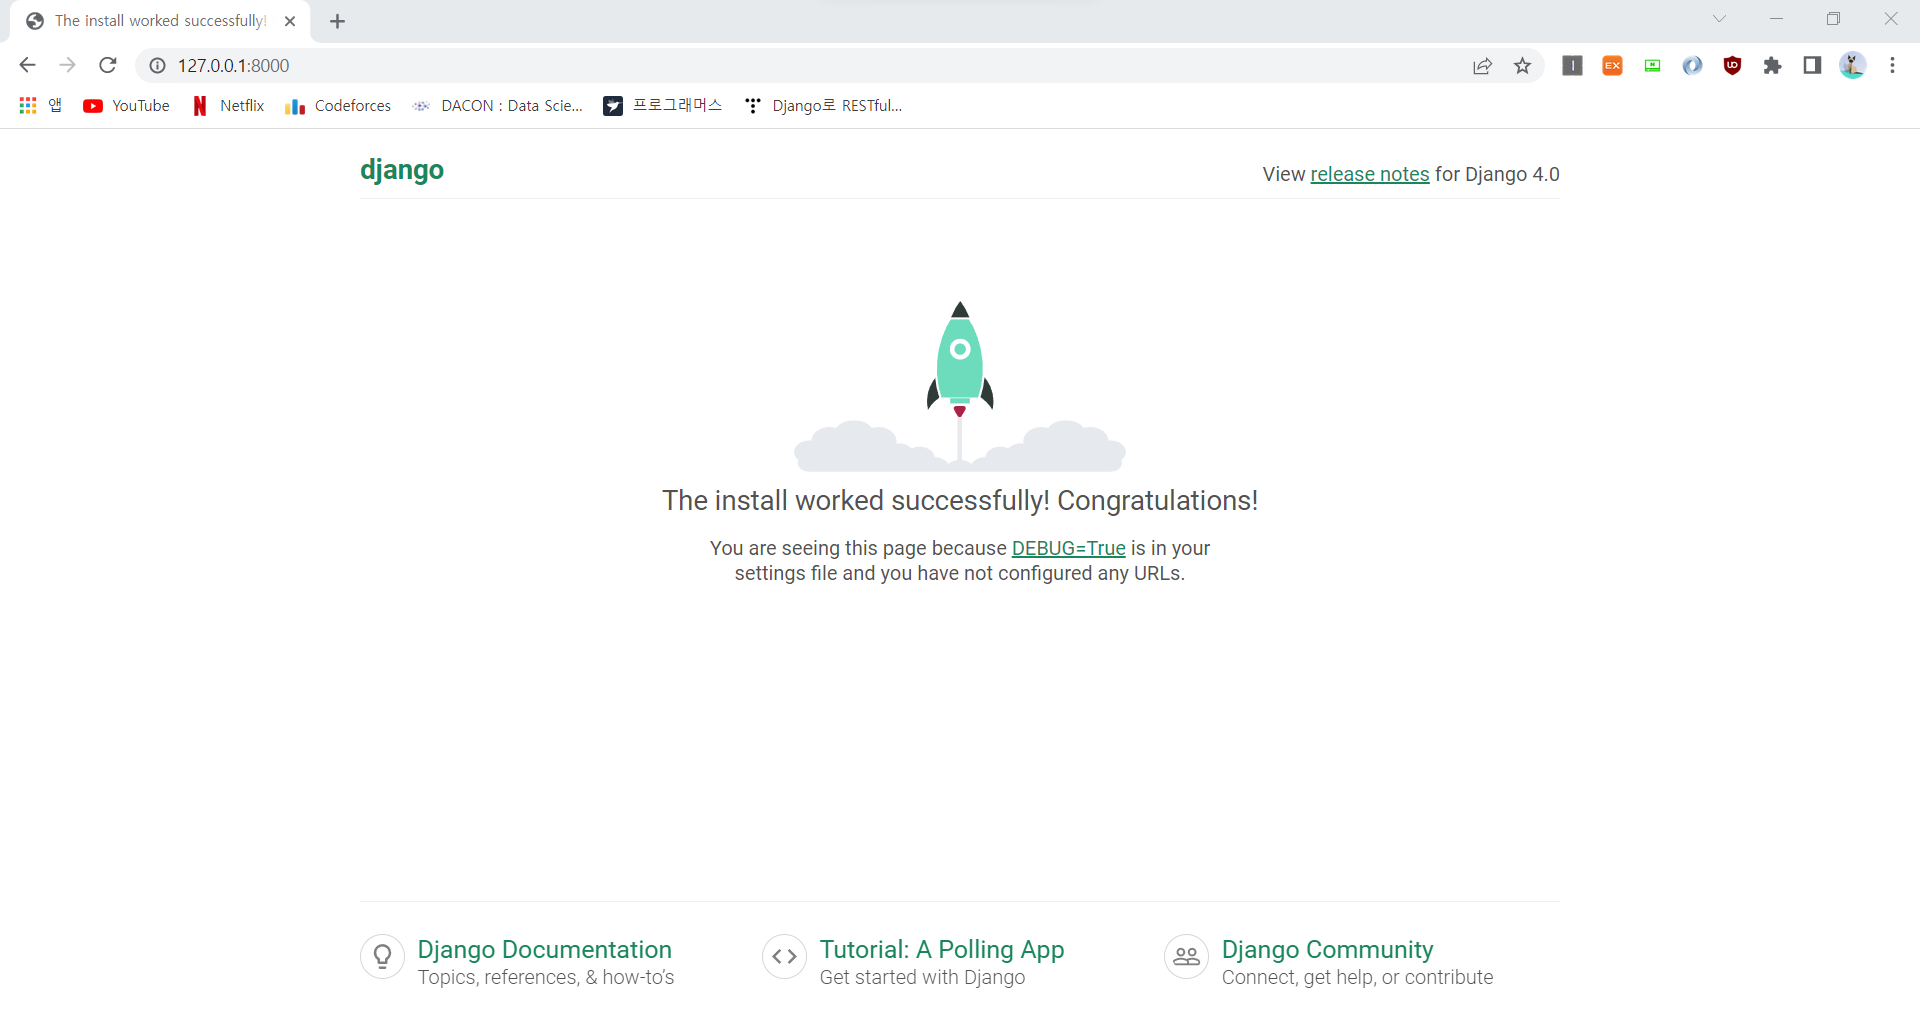 The install worked successfully!
127.0.0.1:8000
앱 YouTube Netflix Codeforces DACON : Data Scie... 프로그래머스 Django로 RESTful...
django
View release notes for Django 4.0
The install worked successfully! Congratulations!
You are seeing this page because DEBUG=True is in your
settings file and you have not configured any URLs.
Django Documentation
Topics, references, & how-to’s
Tutorial: A Polling App
Get started with Django
Django Community
Connect, get help, or contribute